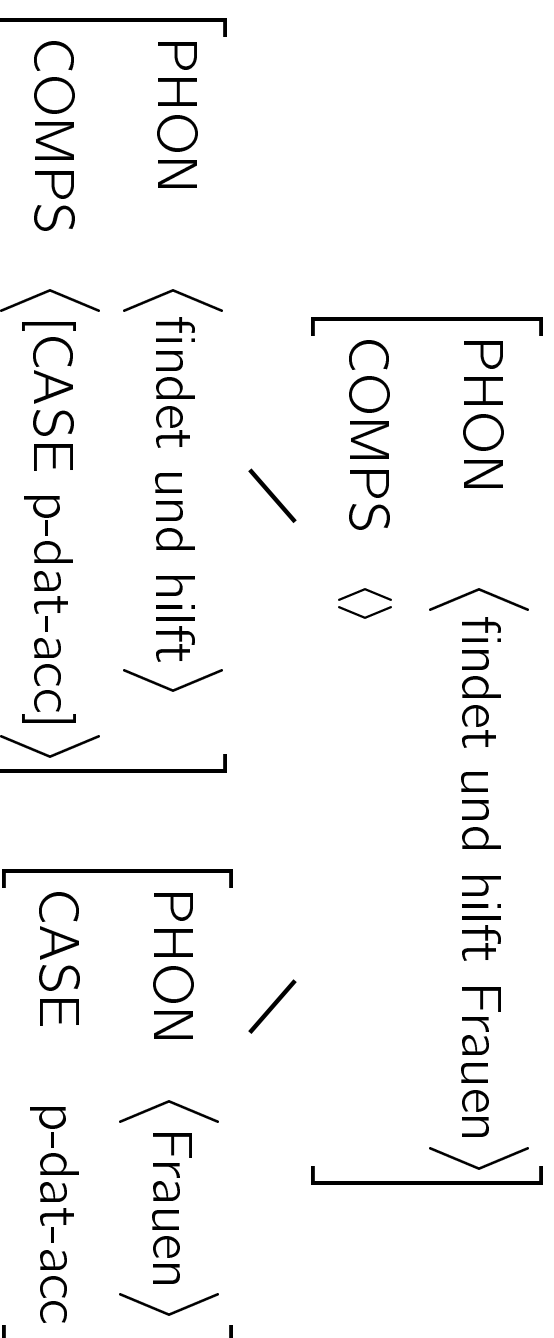 PHON ⟨findet und hilft Frauen⟩
COMPS ⟨⟩
PHON ⟨findet und hilft⟩
COMPS ⟨[CASE p-dat-acc]⟩
PHON ⟨Frauen⟩
CASE p-dat-acc